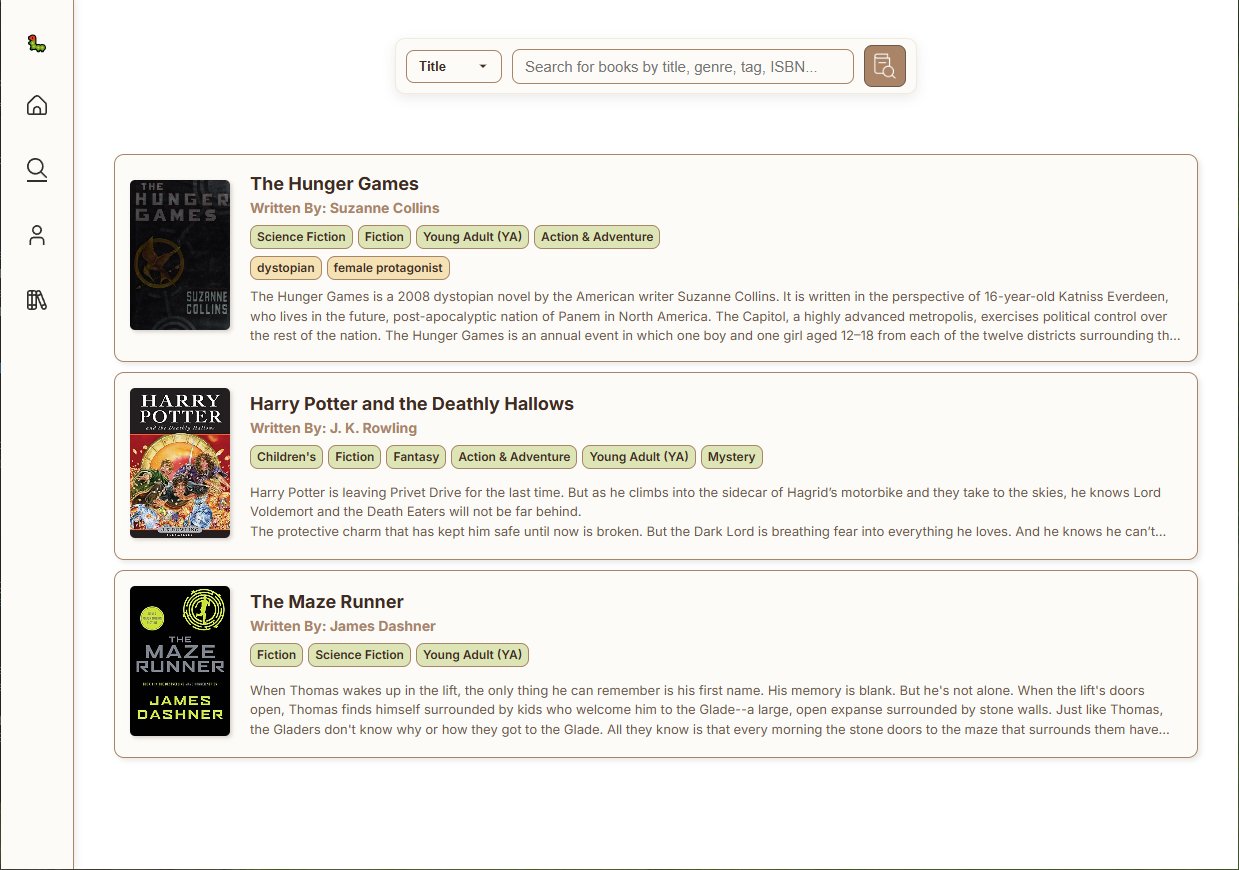 Title
Search for books by title, genre, tag, ISBN...
THE
HUNGER
GAMES
SUZANNE
COLLINS
The Hunger Games
Written By: Suzanne Collins
Science Fiction Fiction Young Adult (YA) Action & Adventure
dystopian female protagonist
The Hunger Games is a 2008 dystopian novel by the American writer Suzanne Collins. It is written in the perspective of 16-year-old Katniss Everdeen,
who lives in the future, post-apocalyptic nation of Panem in North America. The Capitol, a highly advanced metropolis, exercises political control over
the rest of the nation. The Hunger Games is an annual event in which one boy and one girl aged 12–18 from each of the twelve districts surrounding th...
HARRY
POTTER
and the Deathly Hallows
J.K. ROWLING
Harry Potter and the Deathly Hallows
Written By: J. K. Rowling
Children's Fiction Fantasy Action & Adventure Young Adult (YA) Mystery
Harry Potter is leaving Privet Drive for the last time. But as he climbs into the sidecar of Hagrid’s motorbike and they take to the skies, he knows Lord
Voldemort and the Death Eaters will not be far behind.
The protective charm that has kept him safe until now is broken. But the Dark Lord is breathing fear into everything he loves. And he knows he can’t...
THE
MAZE
RUNNER
JAMES
DASHNER
The Maze Runner
Written By: James Dashner
Fiction Science Fiction Young Adult (YA)
When Thomas wakes up in the lift, the only thing he can remember is his first name. His memory is blank. But he's not alone. When the lift's doors
open, Thomas finds himself surrounded by kids who welcome him to the Glade--a large, open expanse surrounded by stone walls. Just like Thomas,
the Gladers don't know why or how they got to the Glade. All they know is that every morning the stone doors to the maze that surrounds them have...